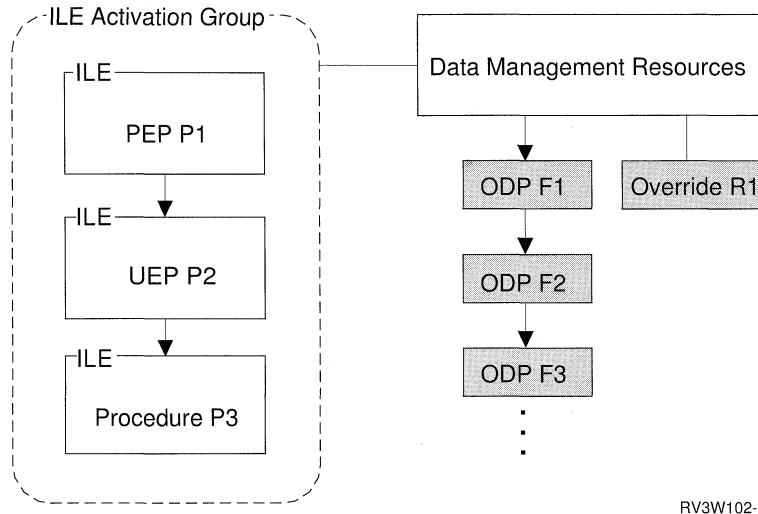 ILE Activation Group
ILE
PEP P1
ILE
UEP P2
ILE
Procedure P3
Data Management Resources
ODP F1
Override R1
ODP F2
ODP F3
RV3W102-